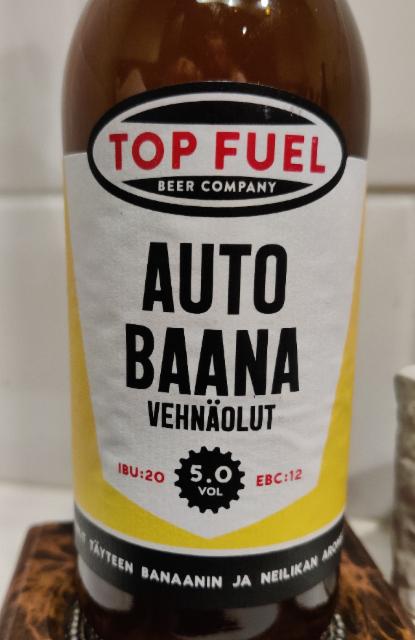 TOP FUEL
BEER COMPANY
AUTO
BAANA
VEHNÄOLUT
IBU:20
5.0
VOL
EBC:12
TÄYTEEN BANAANIN JA NEILIKAN